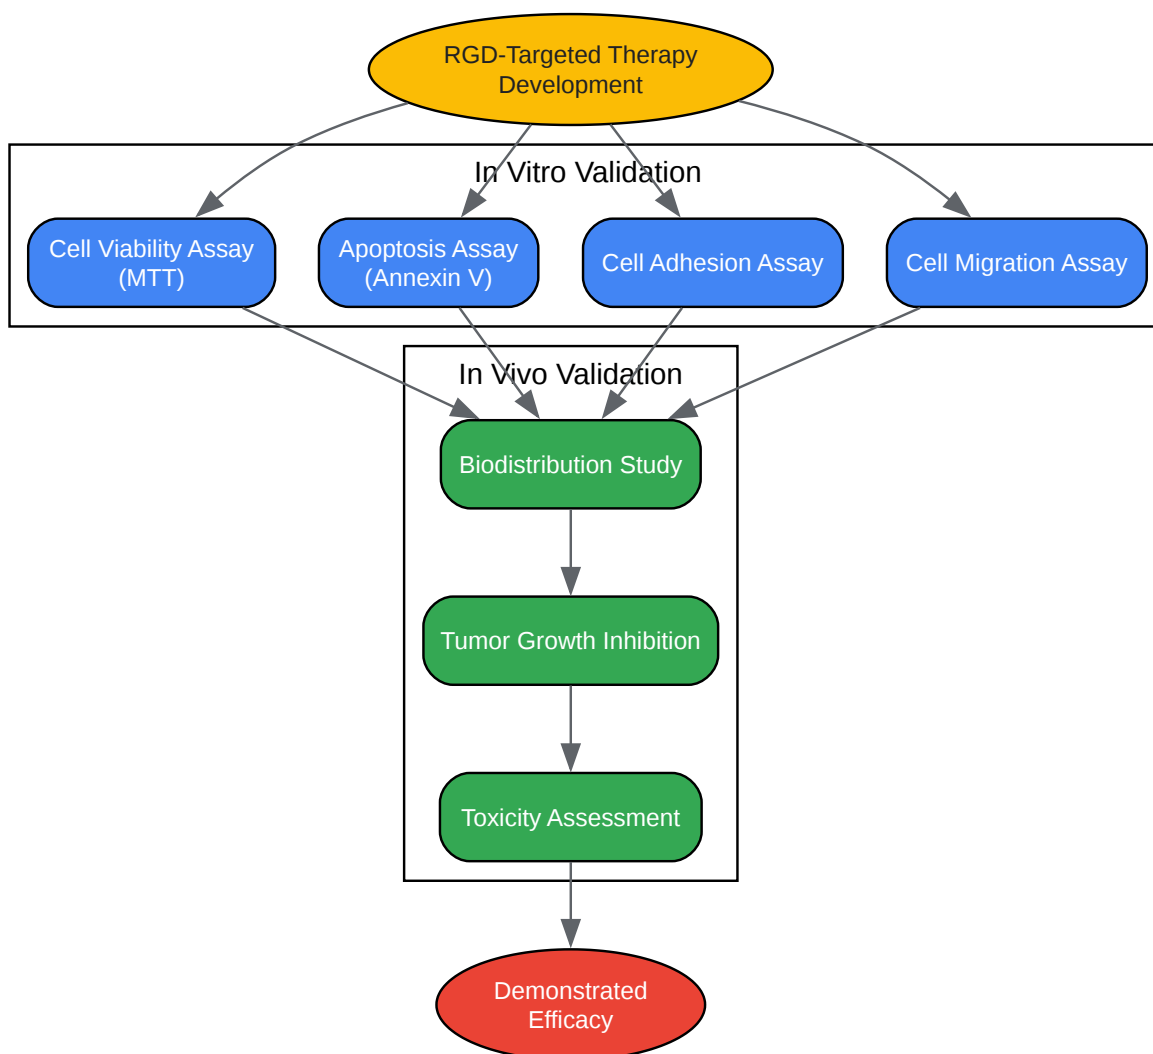 RGD-Targeted Therapy
Development
In Vitro Validation
Cell Viability Assay
(MTT)
Apoptosis Assay
(Annexin V)
Cell Adhesion Assay
Cell Migration Assay
In Vivo Validation
Biodistribution Study
Tumor Growth Inhibition
Toxicity Assessment
Demonstrated
Efficacy